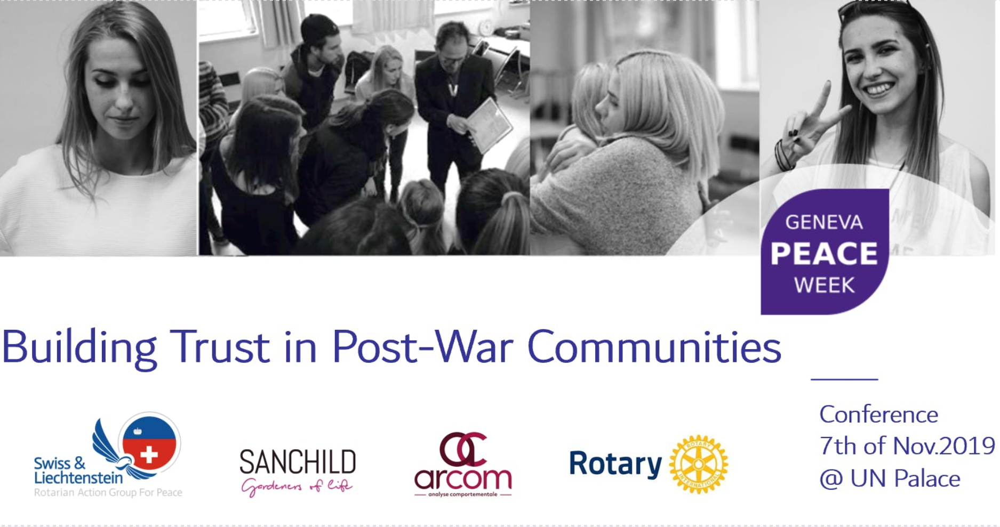 GENEVA
PEACE
WEEK
Building Trust in Post-War Communities
Conference
7th of Nov.2019
@ UN Palace
Swiss &
Liechtenstein
Rotarian Action Group For Peace
SANCHILD
Gardeners of life
ac
arcom
analyse comportementale
Rotary
ROTARY
INTERNATIONAL